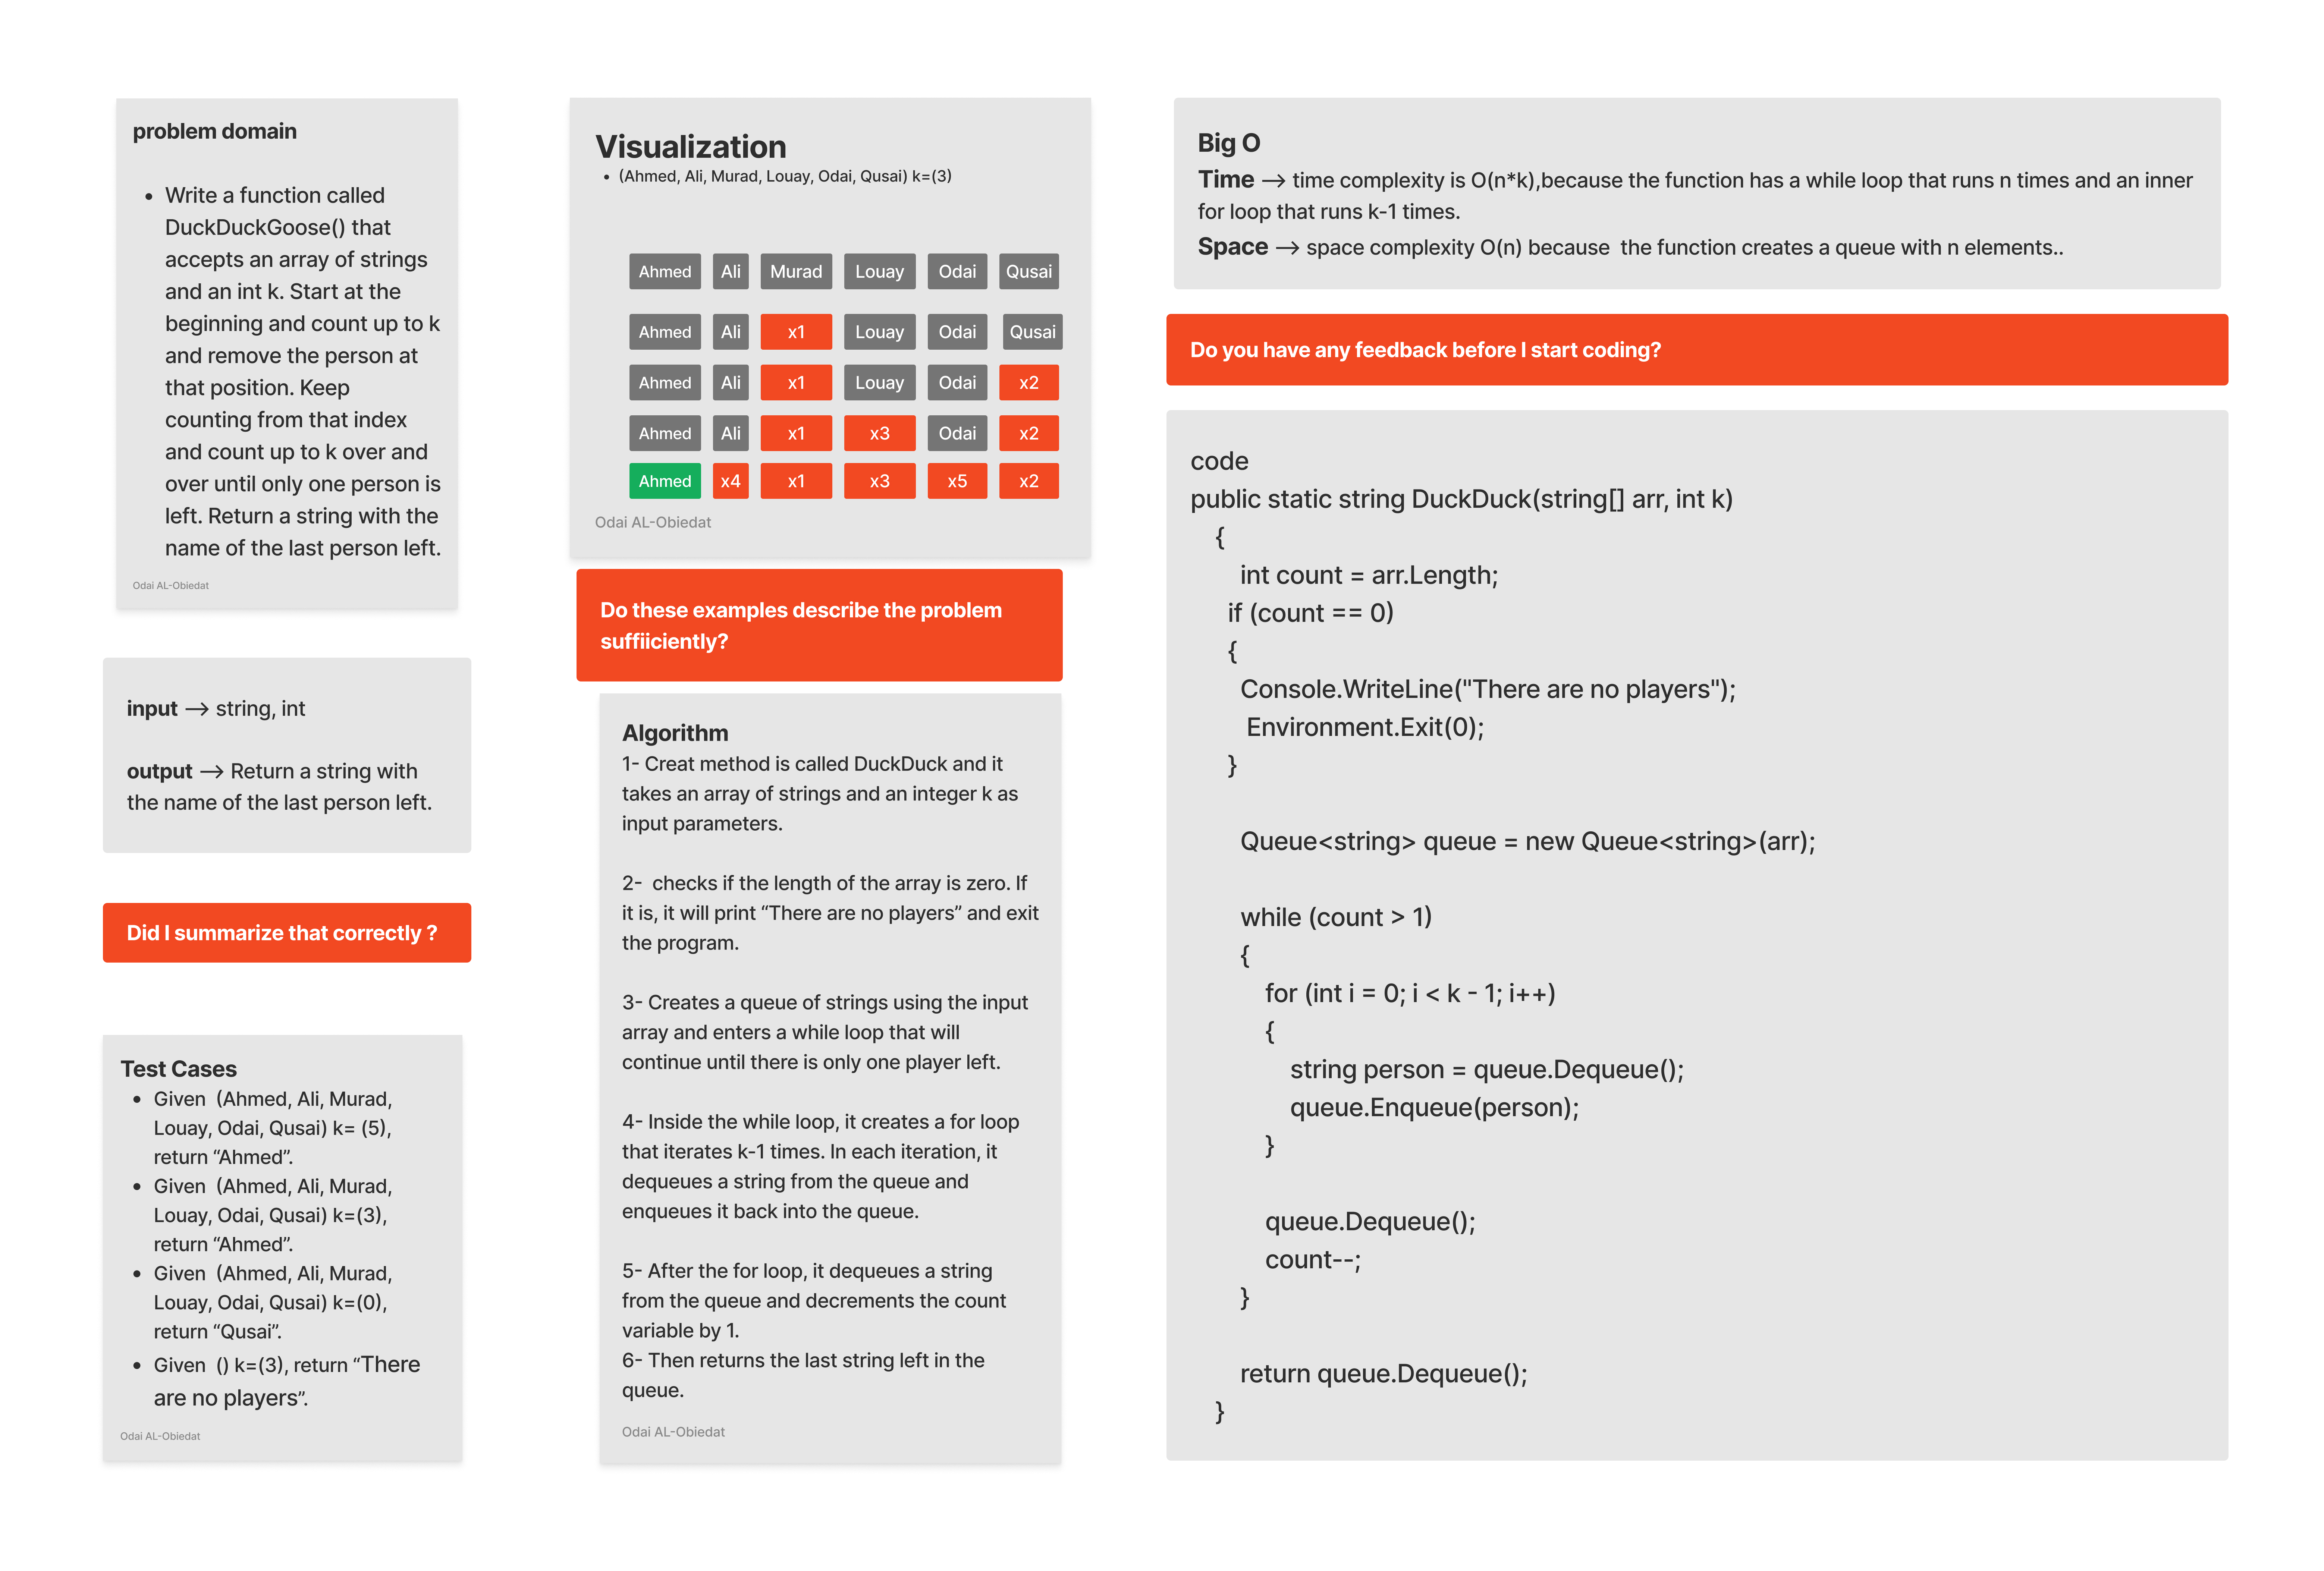 problem domain
• Write a function called
DuckDuckGoose() that
accepts an array of strings
and an int k. Start at the
beginning and count up to k
and remove the person at
that position. Keep
counting from that index
and count up to k over and
over until only one person is
left. Return a string with the
name of the last person left.
Odai AL-Obiedat
input → string, int
output → Return a string with
the name of the last person left.
Did I summarize that correctly ?
Test Cases
• Given (Ahmed, Ali, Murad,
Louay, Odai, Qusai) k= (5),
return “Ahmed”.
• Given (Ahmed, Ali, Murad,
Louay, Odai, Qusai) k=(3),
return “Ahmed”.
• Given (Ahmed, Ali, Murad,
Louay, Odai, Qusai) k=(0),
return “Qusai”.
• Given () k=(3), return “There
are no players”.
Odai AL-Obiedat
Visualization
• (Ahmed, Ali, Murad, Louay, Odai, Qusai) k=(3)
Ahmed Ali Murad Louay Odai Qusai
Ahmed Ali x1 Louay Odai Qusai
Ahmed Ali x1 Louay Odai x2
Ahmed Ali x1 x3 Odai x2
Ahmed x4 x1 x3 x5 x2
Odai AL-Obiedat
Do these examples describe the problem
suffiiciently?
Algorithm
1- Creat method is called DuckDuck and it
takes an array of strings and an integer k as
input parameters.
2- checks if the length of the array is zero. If
it is, it will print “There are no players” and exit
the program.
3- Creates a queue of strings using the input
array and enters a while loop that will
continue until there is only one player left.
4- Inside the while loop, it creates a for loop
that iterates k-1 times. In each iteration, it
dequeues a string from the queue and
enqueues it back into the queue.
5- After the for loop, it dequeues a string
from the queue and decrements the count
variable by 1.
6- Then returns the last string left in the
queue.
Odai AL-Obiedat
Big O
Time → time complexity is O(n*k),because the function has a while loop that runs n times and an inner
for loop that runs k-1 times.
Space → space complexity O(n) because the function creates a queue with n elements..
Do you have any feedback before I start coding?
code
public static string DuckDuck(string[] arr, int k)
{
int count = arr.Length;
if (count == 0)
{
Console.WriteLine("There are no players");
Environment.Exit(0);
}
Queue<string> queue = new Queue<string>(arr);
while (count > 1)
{
for (int i = 0; i < k - 1; i++)
{
string person = queue.Dequeue();
queue.Enqueue(person);
}
queue.Dequeue();
count--;
}
return queue.Dequeue();
}